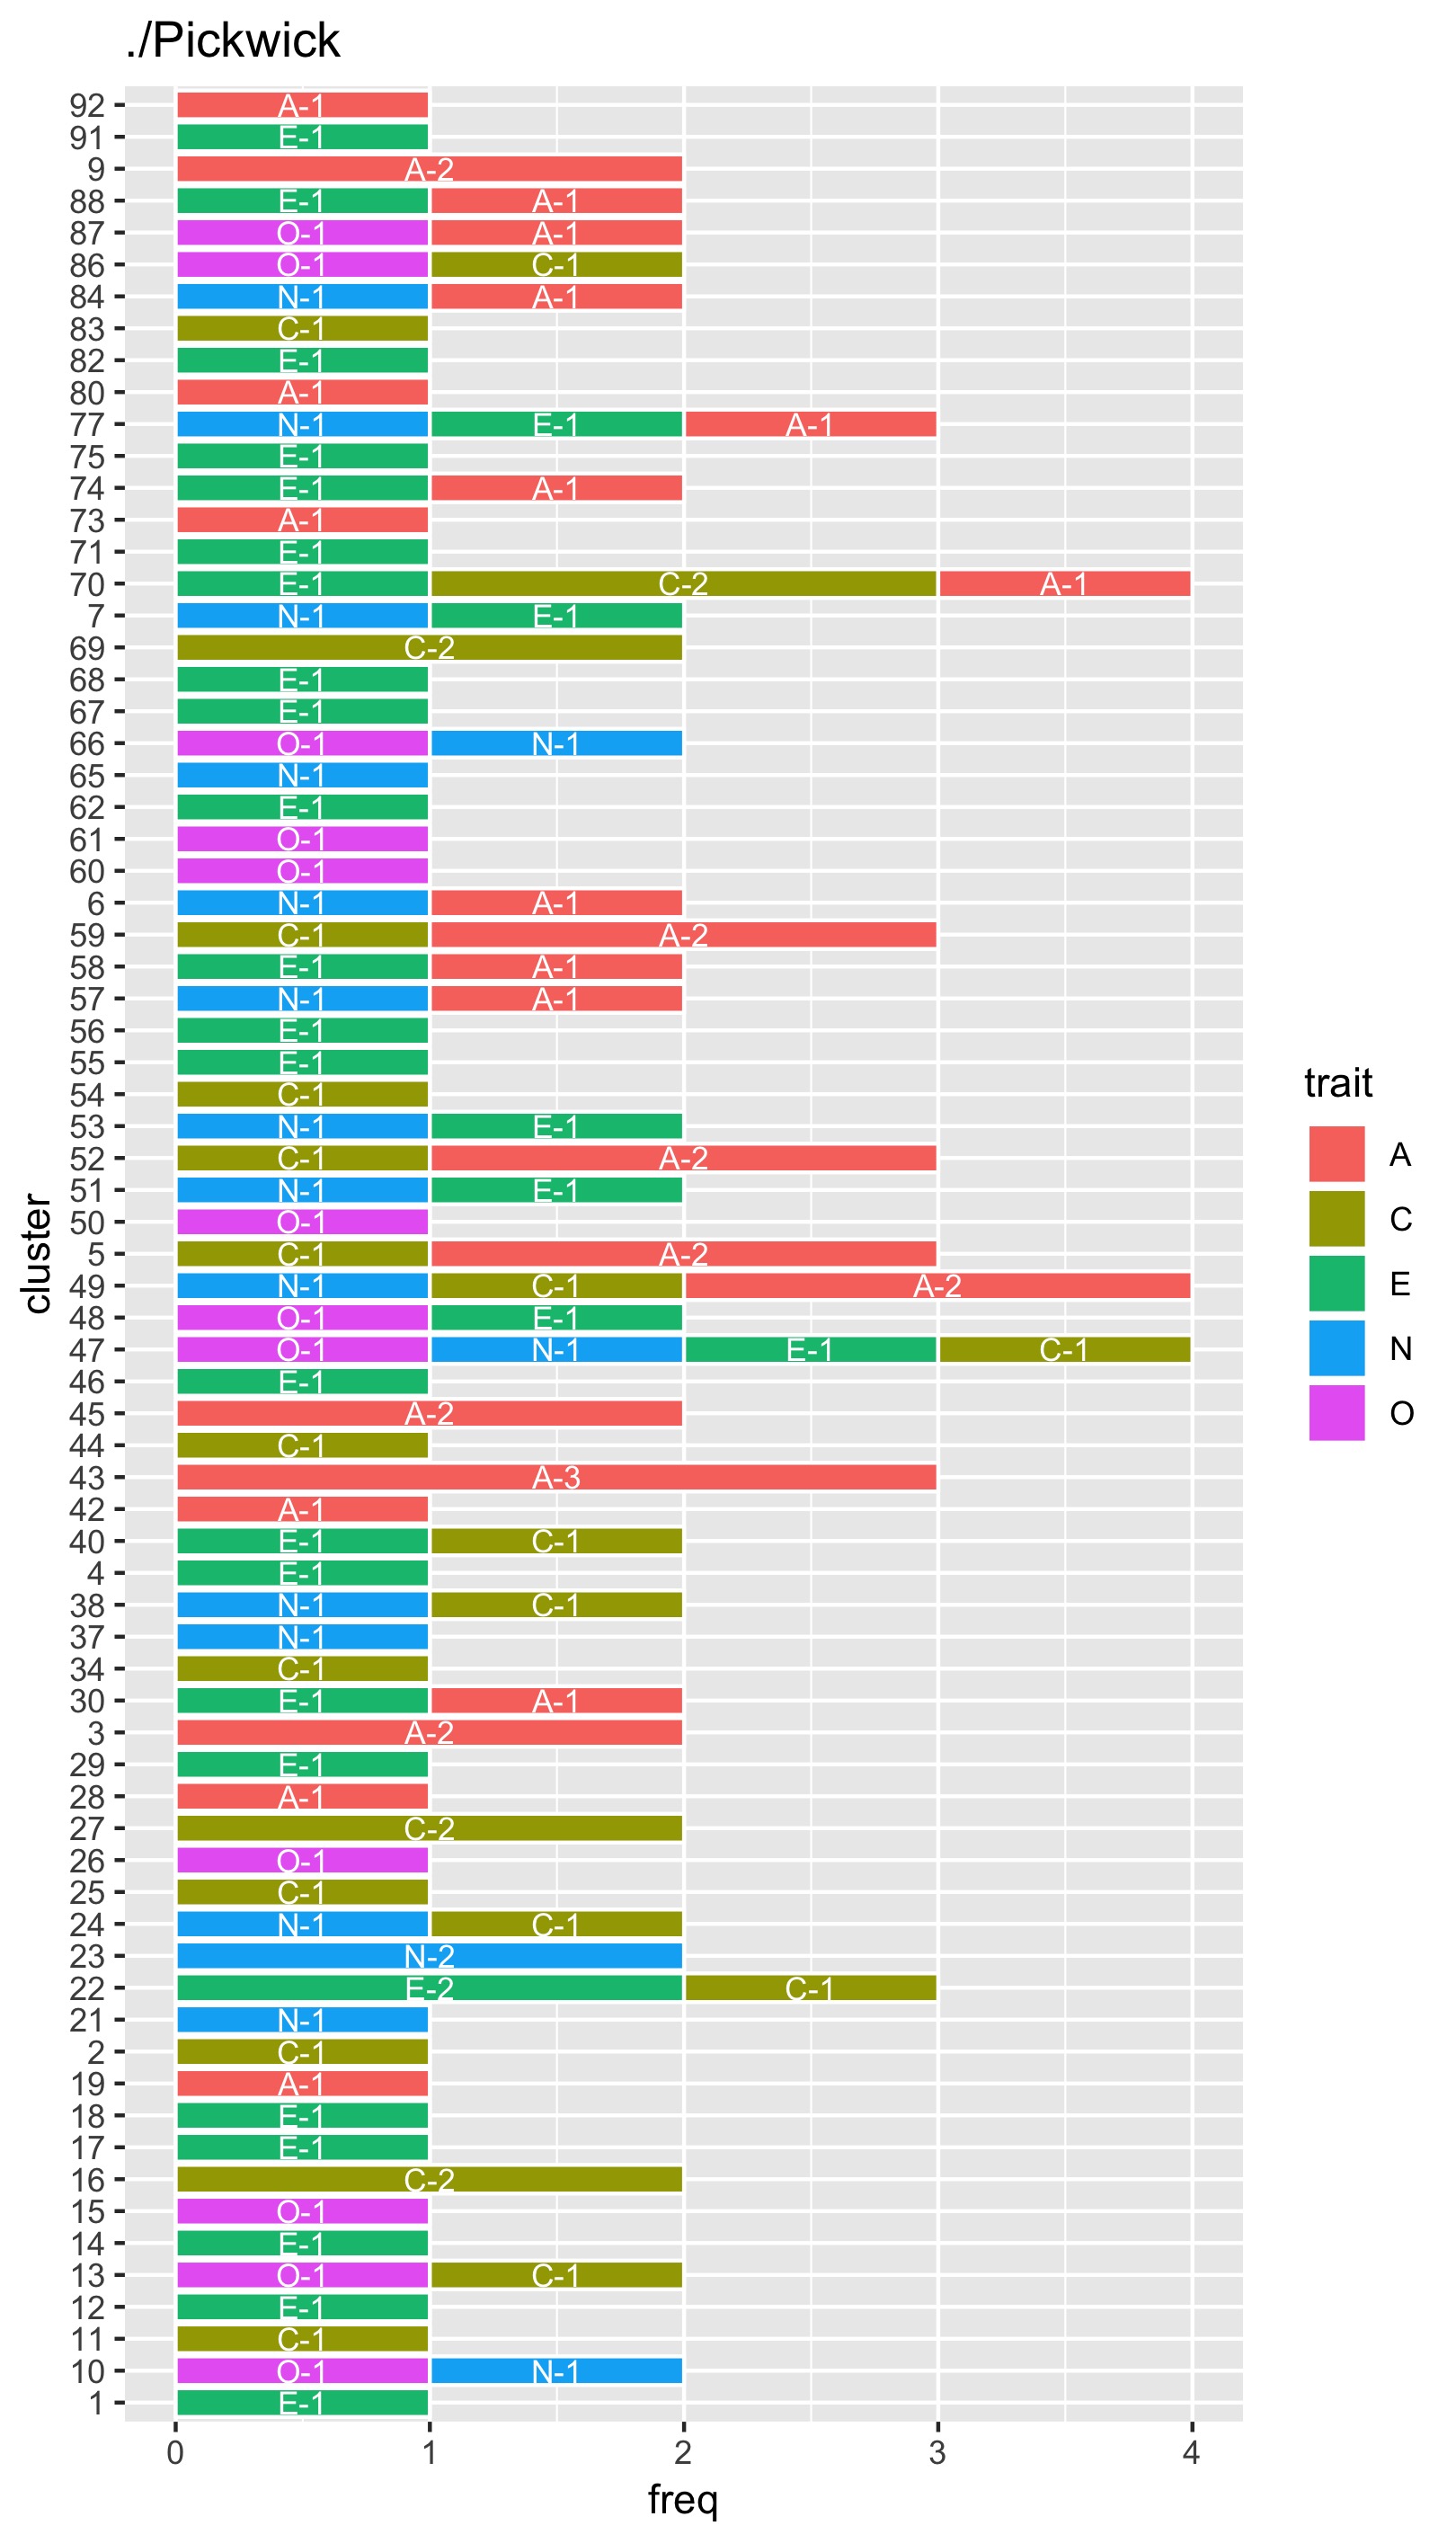 ./Pickwick
92 A-1
91 E-1
9 A-2
88 E-1 A-1
87 O-1 A-1
86 O-1 C-1
84 N-1 A-1
83 C-1
82 E-1
80 A-1
77 N-1 E-1 A-1
75 E-1
74 E-1 A-1
73 A-1
71 E-1
70 E-1 C-2 A-1
7 N-1 E-1
69 C-2
68 E-1
67 E-1
66 O-1 N-1
65 N-1
62 E-1
61 O-1
60 O-1
6 N-1 A-1
59 C-1 A-2
58 E-1 A-1
57 N-1 A-1
56 E-1
55 E-1
54 C-1
53 N-1 E-1
52 C-1 A-2
51 N-1 E-1
50 O-1
5 C-1 A-2
49 N-1 C-1 A-2
48 O-1 E-1
47 O-1 N-1 E-1 C-1
46 E-1
45 A-2
44 C-1
43 A-3
42 A-1
40 E-1 C-1
4 E-1
38 N-1 C-1
37 N-1
34 C-1
30 E-1 A-1
3 A-2
29 E-1
28 A-1
27 C-2
26 O-1
25 C-1
24 N-1 C-1
23 N-2
22 E-2 C-1
21 N-1
2 C-1
19 A-1
18 E-1
17 E-1
16 C-2
15 O-1
14 E-1
13 O-1 C-1
12 E-1
11 C-1
10 O-1 N-1
1 E-1
0 1 2 3 4
freq
cluster
trait
A
C
E
N
O